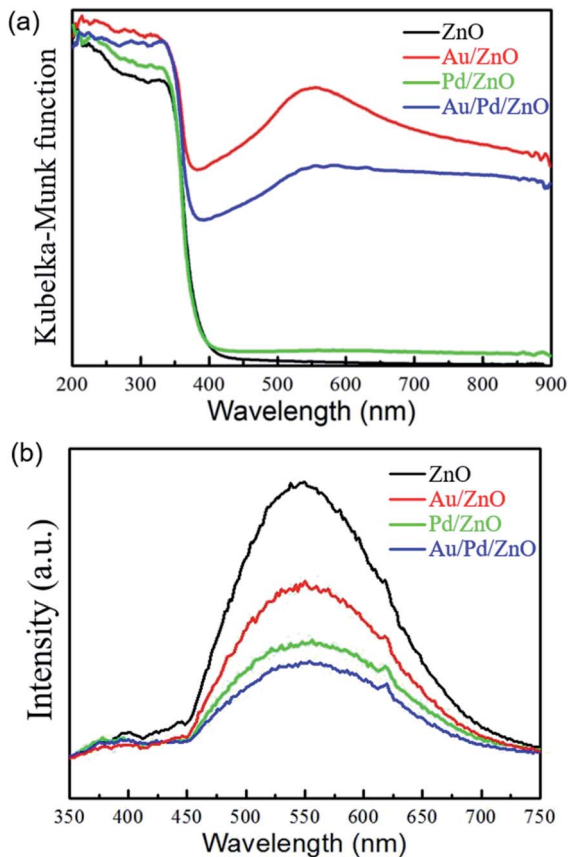 (a)
ZnO
Au/ZnO
Pd/ZnO
Au/Pd/ZnO
Kubelka-Munk function
200 300 400 500 600 700 800 900
Wavelength (nm)
(b)
ZnO
Au/ZnO
Pd/ZnO
Au/Pd/ZnO
Intensity (a.u.)
350 400 450 500 550 600 650 700 750
Wavelength (nm)